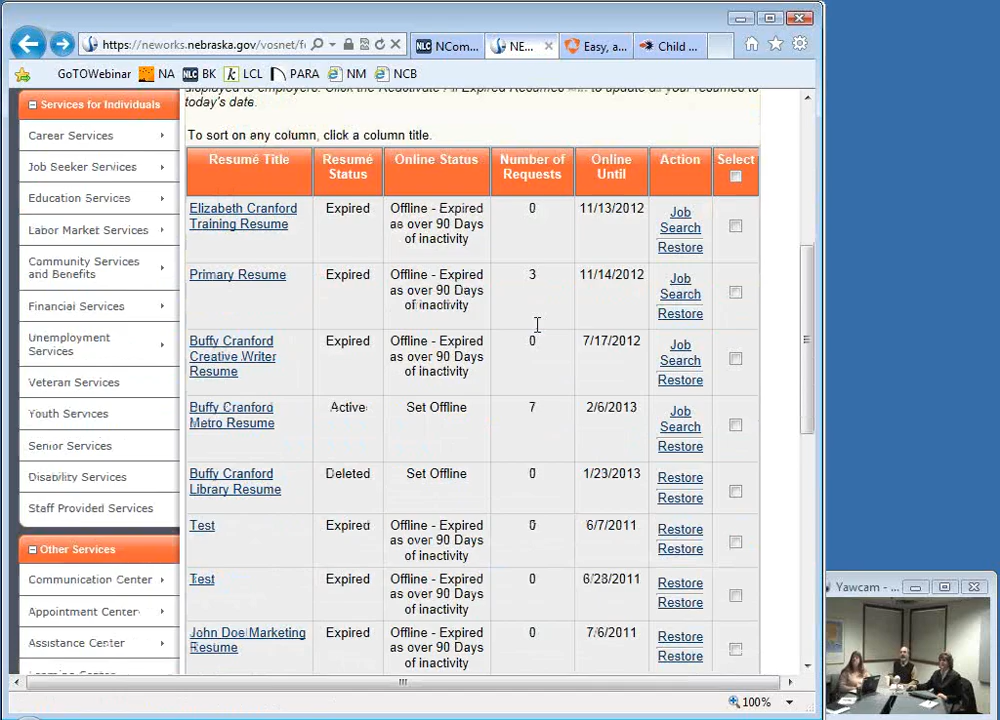 https://neworks.nebraska.gov/vosnet/f
NCom...
NE...
Easy, a...
Child ...
GoTOWebinar
NA
NLC BK
k LCL
PARA
NM
NCB
Services for Individuals
Career Services
Job Seeker Services
Education Services
Labor Market Services
Community Services
and Benefits
Financial Services
Unemployment
Services
Veteran Services
Youth Services
Senior Services
Disability Services
Staff Provided Services
Other Services
Communication Center
Appointment Center
Assistance Center
today's date.
To sort on any column, click a column title.
Resumé Title Resumé Status Online Status Number of Requests Online Until Action Select
Elizabeth Cranford Training Resume Expired Offline - Expired as over 90 Days of inactivity 0 11/13/2012 Job Search Restore
Primary Resume Expired Offline - Expired as over 90 Days of inactivity 3 11/14/2012 Job Search Restore
Buffy Cranford Creative Writer Resume Expired Offline - Expired as over 90 Days of inactivity 0 7/17/2012 Job Search Restore
Buffy Cranford Metro Resume Active Set Offline 7 2/6/2013 Job Search Restore
Buffy Cranford Library Resume Deleted Set Offline 0 1/23/2013 Restore Restore
Test Expired Offline - Expired as over 90 Days of inactivity 0 6/7/2011 Restore Restore
Test Expired Offline - Expired as over 90 Days of inactivity 0 6/28/2011 Restore Restore
John Doe Marketing Resume Expired Offline - Expired as over 90 Days of inactivity 0 7/6/2011 Restore Restore
100%
Yawcam - ...